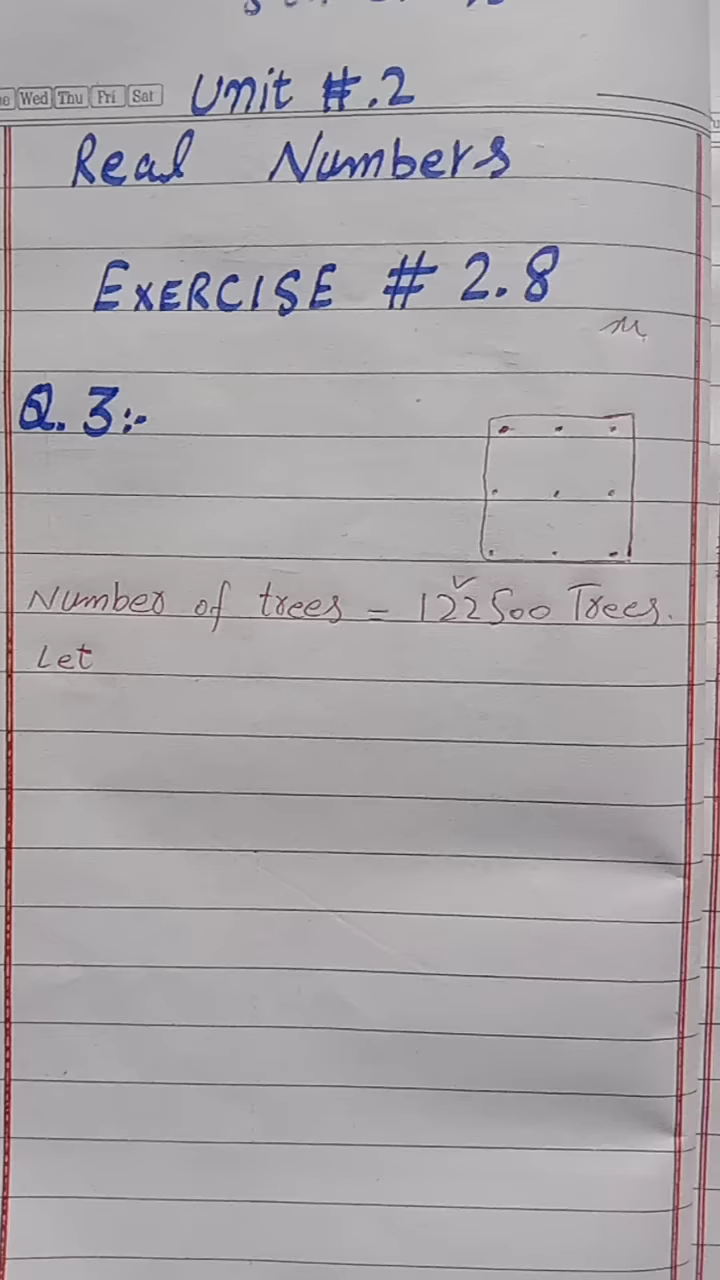 Wed Thu Fri Sat
Unit #.2
Real Numbers
EXERCISE # 2.8
Q. 3:-
Number of trees = 122500 Trees.
Let